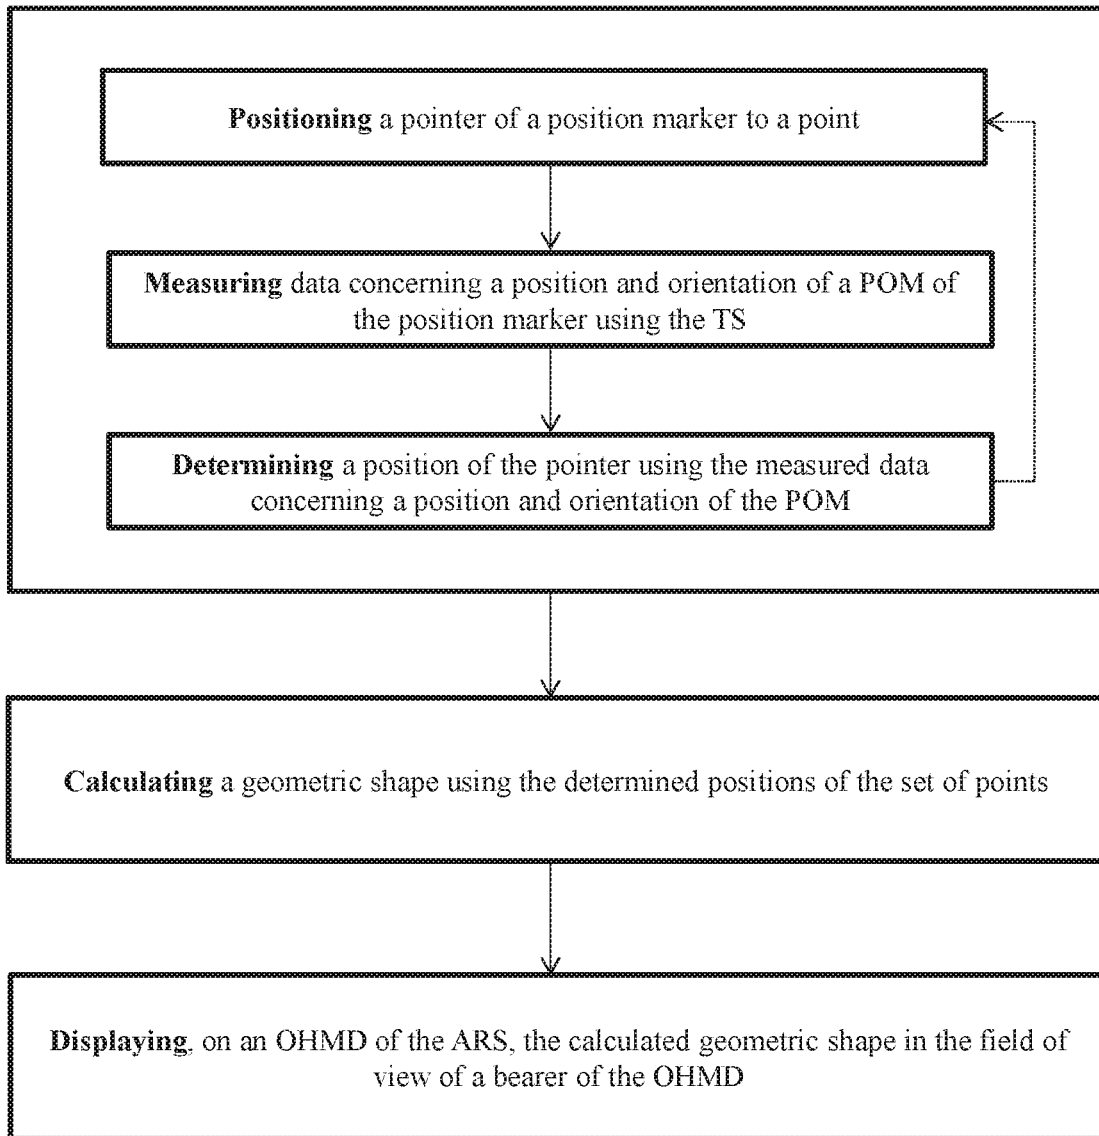 Positioning a pointer of a position marker to a point
Measuring data concerning a position and orientation of a POM of
the position marker using the TS
Determining a position of the pointer using the measured data
concerning a position and orientation of the POM
Calculating a geometric shape using the determined positions of the set of points
Displaying, on an OHMD of the ARS, the calculated geometric shape in the field of
view of a bearer of the OHMD